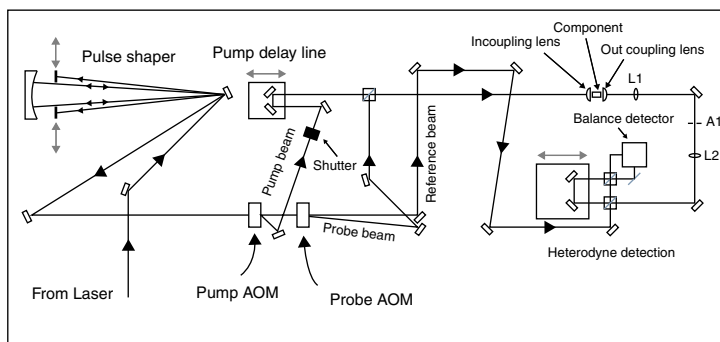 Pulse shaper
Pump delay line
Incoupling lens
Component
Out coupling lens
L1
A1
Balance detector
L2
Shutter
Pump beam
Reference beam
Probe beam
Heterodyne detection
From Laser
Pump AOM
Probe AOM